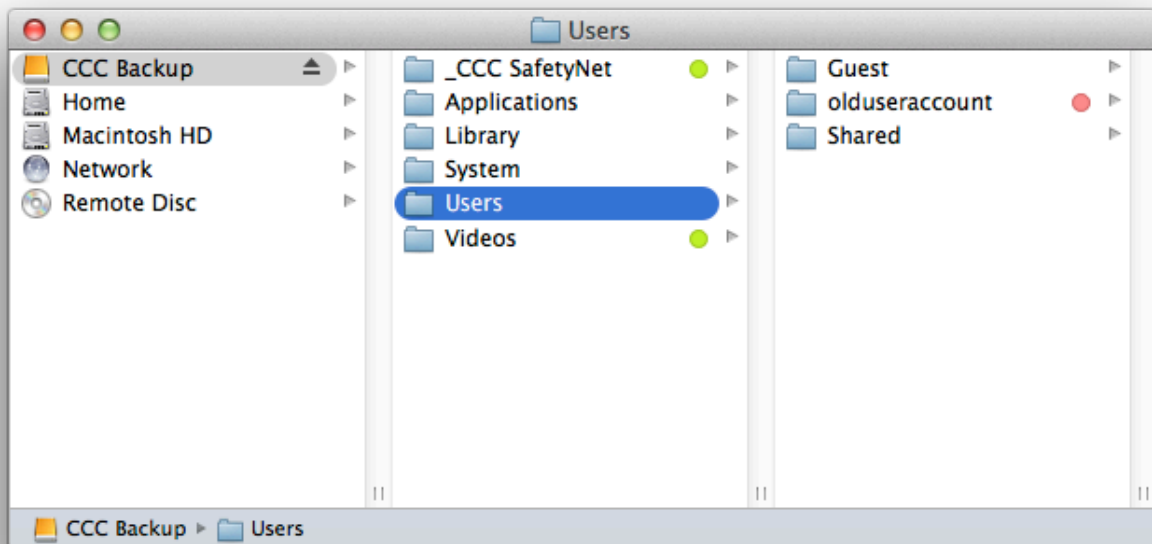 Users
CCC Backup
Home
Macintosh HD
Network
Remote Disc
_CCC SafetyNet
Applications
Library
System
Users
Videos
Guest
olduseraccount
Shared
CCC Backup Users